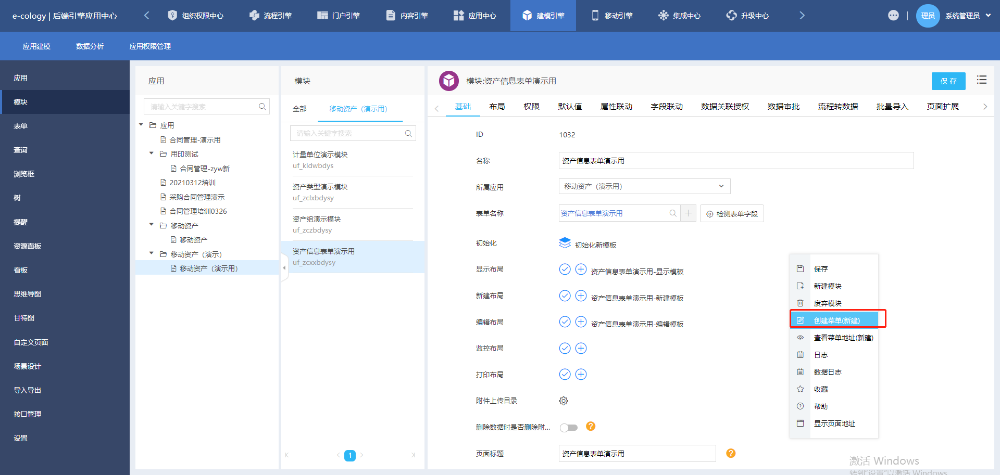 e-cology | 后端引擎应用中心
组织权限中心
流程引擎
门户引擎
内容引擎
应用中心
建模引擎
移动引擎
集成中心
升级中心
理员
系统管理员
应用建模
数据分析
应用权限管理
应用
模块
表单
查询
浏览框
树
提醒
资源面板
看板
思维导图
甘特图
自定义页面
场景设计
导入导出
接口管理
设置
应用
请输入关键字搜索
应用
合同管理-演示用
用印测试
合同管理-zyw新
20210312培训
采购合同管理演示
合同管理培训0326
移动资产
移动资产
移动资产（演示）
移动资产（演示用）
模块
全部
移动资产（演示用）
请输入关键字搜索
计量单位演示模块
uf_kldwbdys
资产类型演示模块
uf_zclxbdysy
资产组演示模块
uf_zczbdysy
资产信息表单演示用
uf_zcxxbdysy
1
模块:资产信息表单演示用
保 存
基础
布局
权限
默认值
属性联动
字段联动
数据关联授权
数据审批
流程转数据
批量导入
页面扩展
ID
1032
名称
资产信息表单演示用
所属应用
移动资产（演示用）
表单名称
资产信息表单演示用
检测表单字段
初始化
初始化新模板
显示布局
资产信息表单演示用-显示模板
新建布局
资产信息表单演示用-新建模板
编辑布局
资产信息表单演示用-编辑模板
监控布局
打印布局
附件上传目录
删除数据时是否删除附...
页面标题
资产信息表单演示用
保存
新建模块
废弃模块
创建菜单(新建)
查看菜单地址(新建)
日志
数据日志
收藏
帮助
显示页面地址
激活 Windows
转到"设置"以激活 Windows。